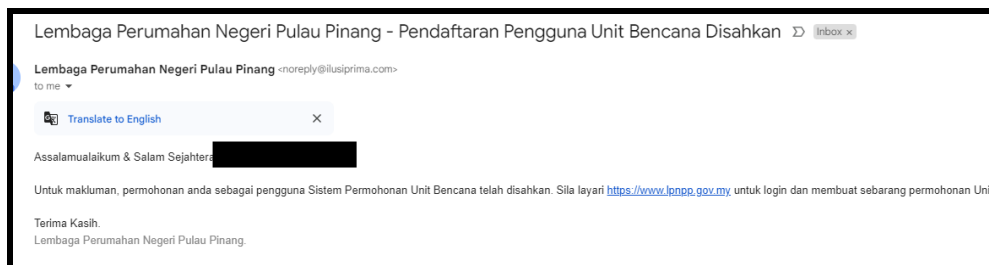 Lembaga Perumahan Negeri Pulau Pinang - Pendaftaran Pengguna Unit Bencana Disahkan Inbox ×
Lembaga Perumahan Negeri Pulau Pinang <noreply@ilusiprima.com>
to me
Translate to English ×
Assalamualaikum & Salam Sejahtera
Untuk makluman, permohonan anda sebagai pengguna Sistem Permohonan Unit Bencana telah disahkan. Sila layari https://www.lpnpp.gov.my untuk login dan membuat sebarang permohonan Uni
Terima Kasih.
Lembaga Perumahan Negeri Pulau Pinang.